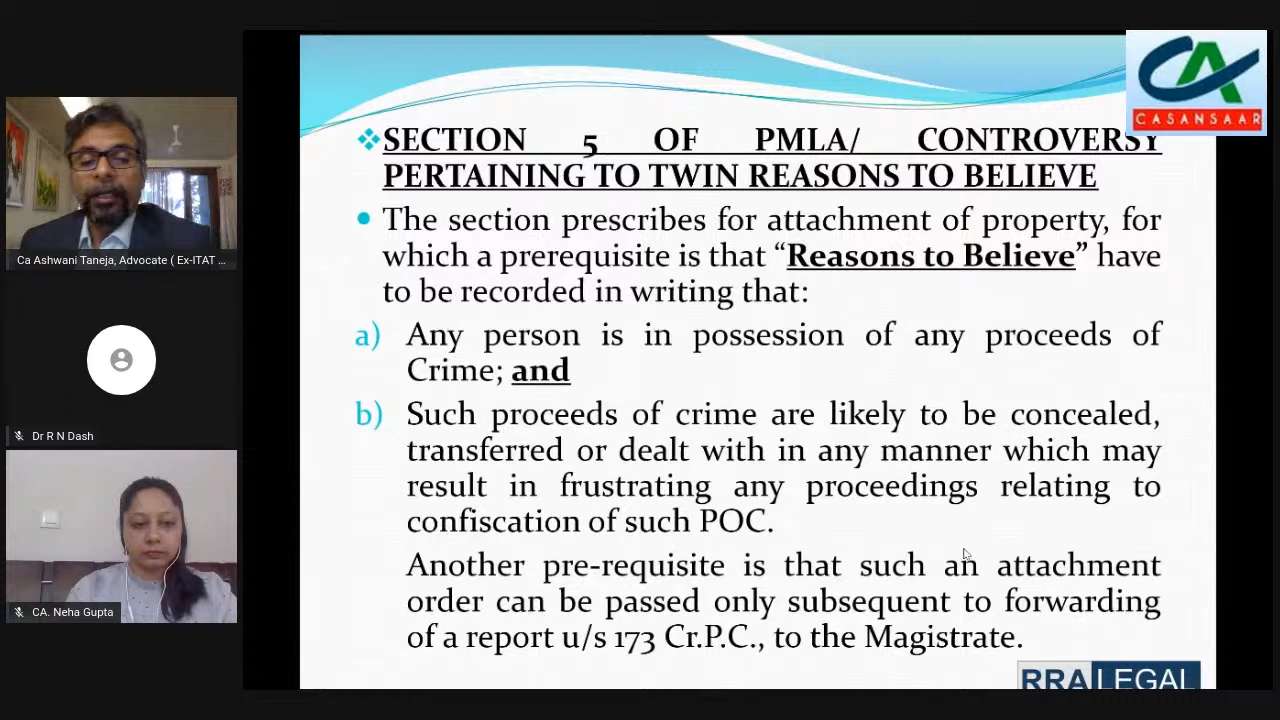 CA
CASANSAAR
SECTION 5 OF PMLA/ CONTROVERSY
PERTAINING TO TWIN REASONS TO BELIEVE
The section prescribes for attachment of property, for
which a prerequisite is that “Reasons to Believe” have
to be recorded in writing that:
a) Any person is in possession of any proceeds of
Crime; and
b) Such proceeds of crime are likely to be concealed,
transferred or dealt with in any manner which may
result in frustrating any proceedings relating to
confiscation of such POC.
Another pre-requisite is that such an attachment
order can be passed only subsequent to forwarding
of a report u/s 173 Cr.P.C., to the Magistrate.
RRA LEGAL
Ca Ashwani Taneja, Advocate ( Ex-ITAT ...
Dr R N Dash
CA. Neha Gupta